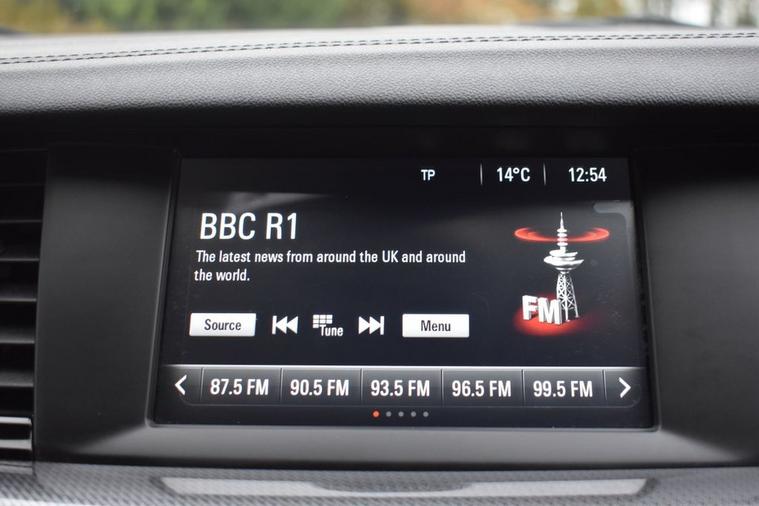 TP 14°C 12:54
BBC R1
The latest news from around the UK and around
the world.
FM
Source Tune Menu
87.5 FM 90.5 FM 93.5 FM 96.5 FM 99.5 FM